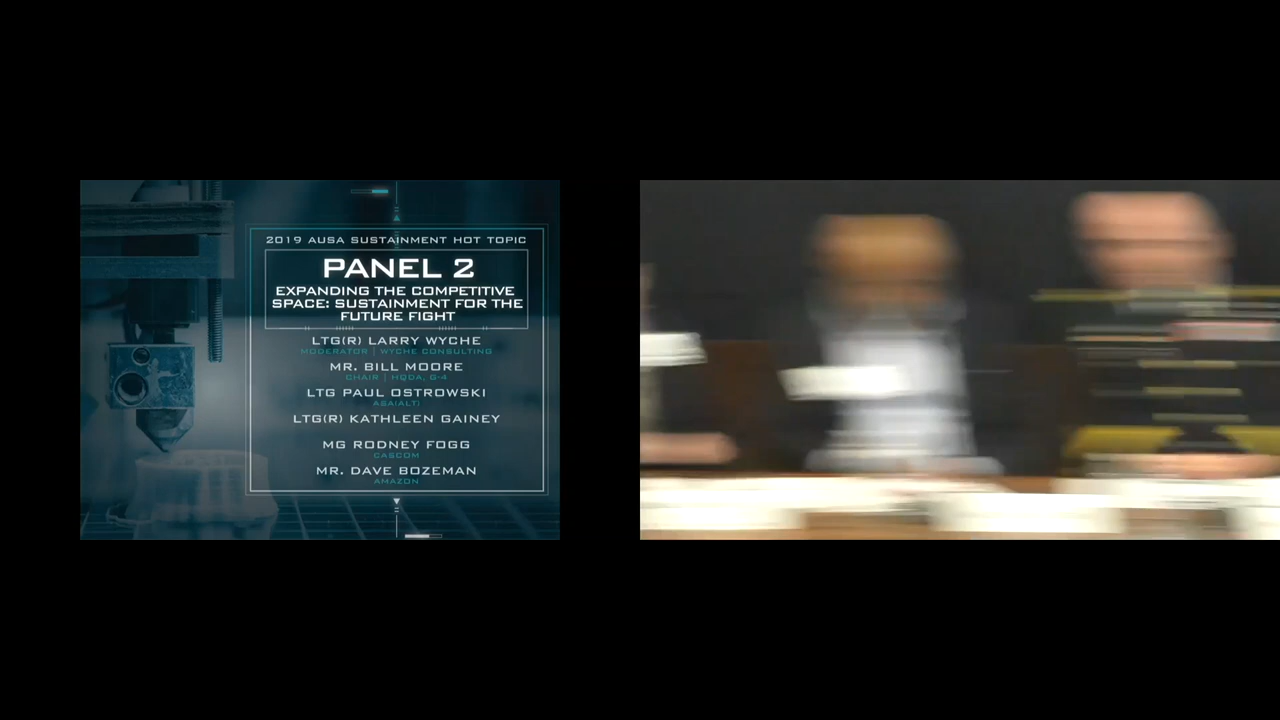 2019 AUSA SUSTAINMENT HOT TOPIC
PANEL 2
EXPANDING THE COMPETITIVE
SPACE: SUSTAINMENT FOR THE
FUTURE FIGHT
LTG(R) LARRY WYCHE
MODERATOR | WYCHE CONSULTING
MR. BILL MOORE
CHAIR | HQDA, G-4
LTG PAUL OSTROWSKI
ASA(ALT)
LTG(R) KATHLEEN GAINEY
MG RODNEY FOGG
CASCOM
MR. DAVE BOZEMAN
AMAZON